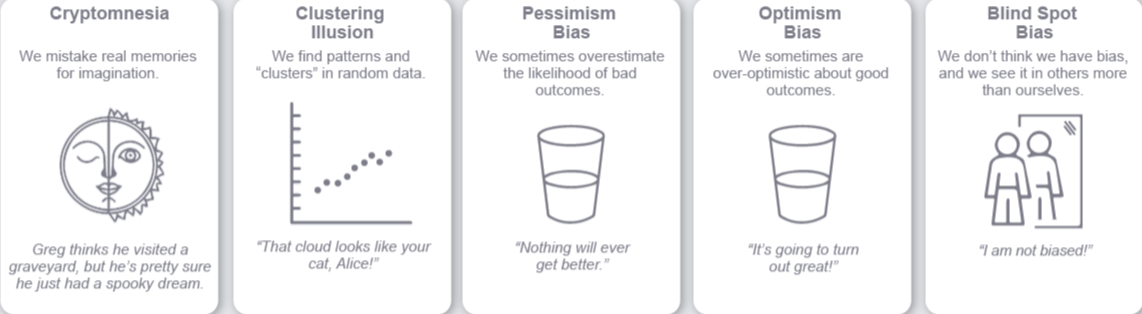 Cryptomnesia
We mistake real memories
for imagination.
Greg thinks he visited a
graveyard, but he's pretty sure
he just had a spooky dream.
Clustering
Illusion
We find patterns and
“clusters” in random data.
“That cloud looks like your
cat, Alice!”
Pessimism
Bias
We sometimes overestimate
the likelihood of bad
outcomes.
“Nothing will ever
get better.”
Optimism
Bias
We sometimes are
over-optimistic about good
outcomes.
“It’s going to turn
out great!”
Blind Spot
Bias
We don’t think we have bias,
and we see it in others more
than ourselves.
“I am not biased!”